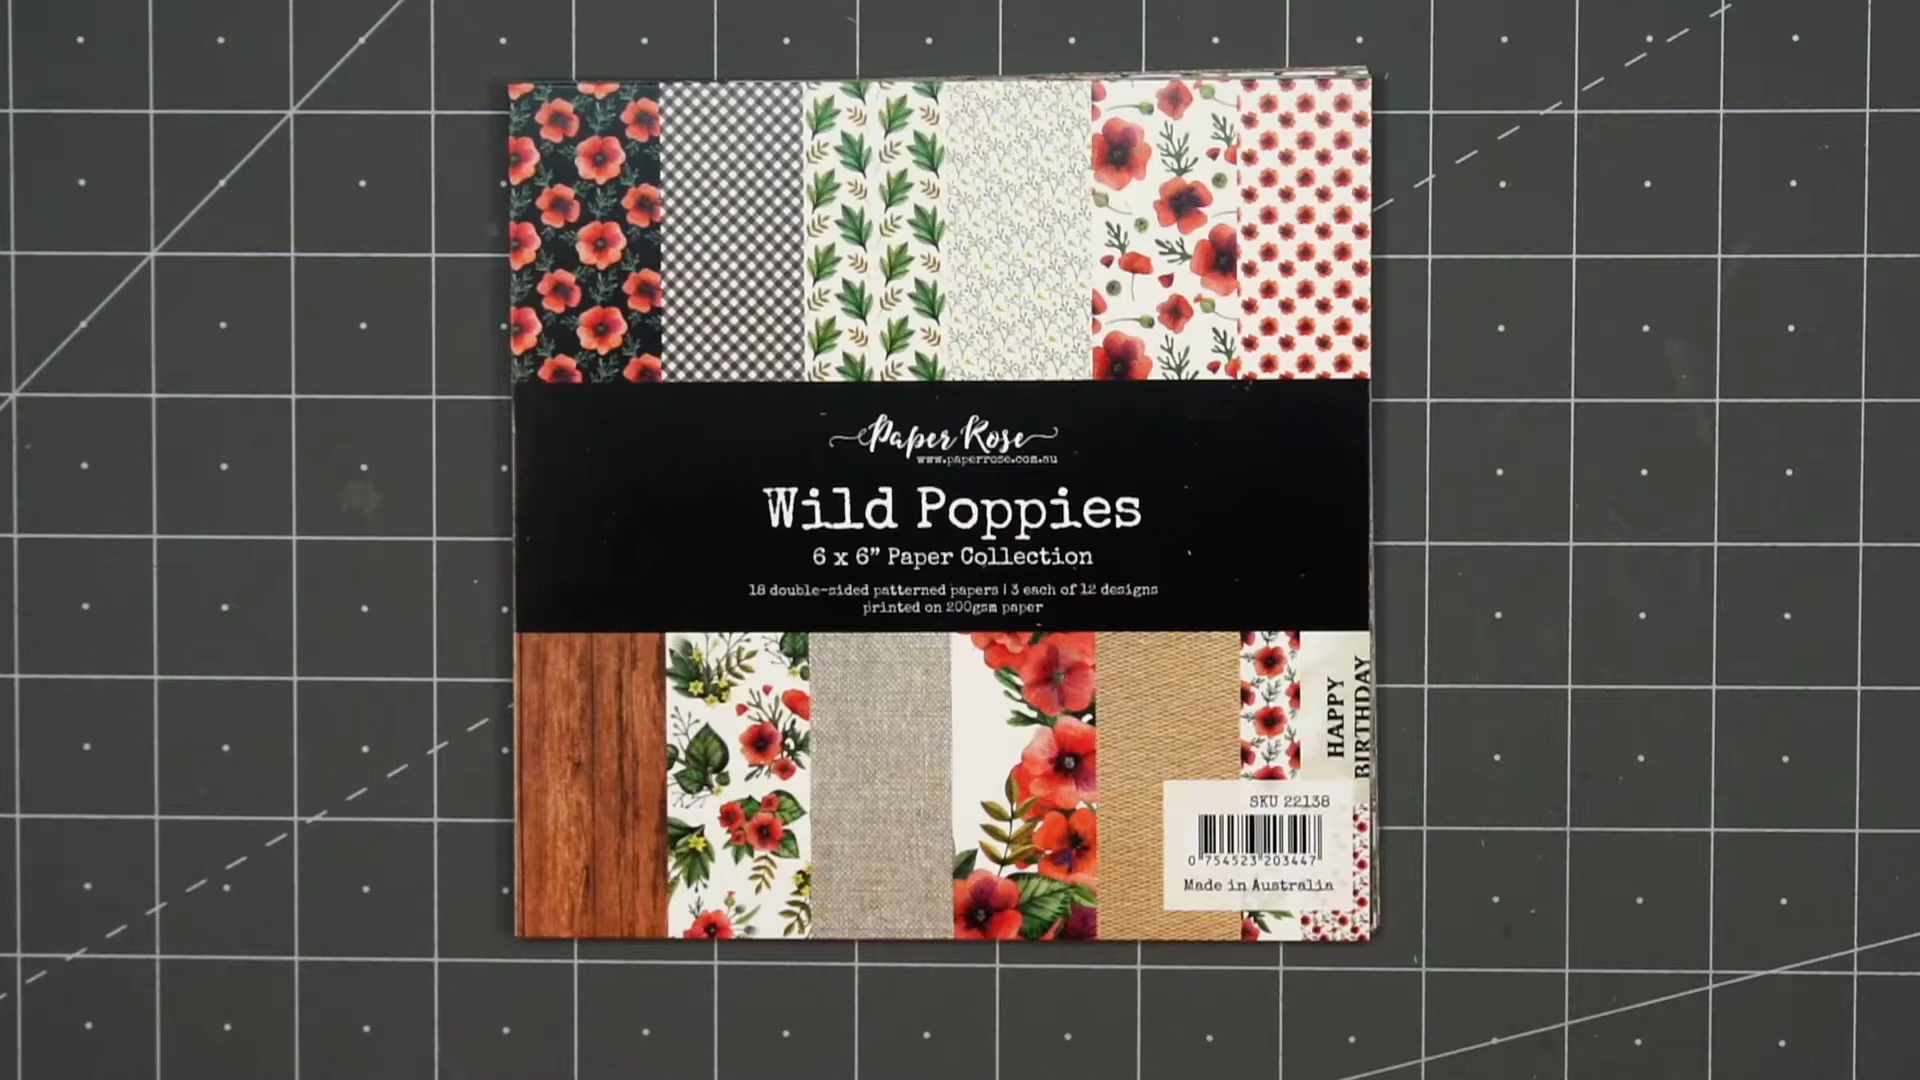 Paper Rose
www.paperrose.com.au
Wild Poppies
6 x 6” Paper Collection
18 double-sided patterned papers | 3 each of 12 designs
printed on 200gsm paper
HAPPY
BIRTHDAY
SKU 22138
0 754523 203447
Made in Australia